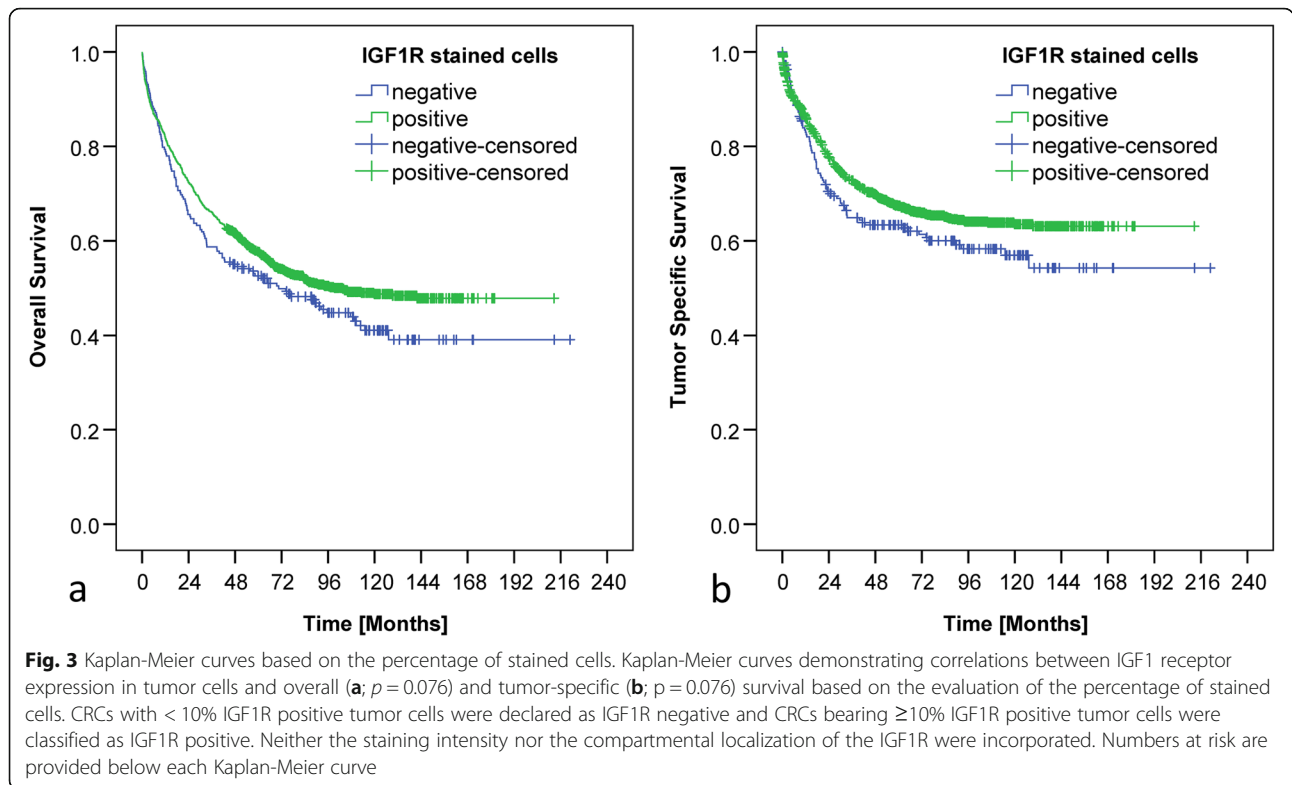 1.0
0.8
0.6
0.4
0.2
0.0
Overall Survival
IGF1R stained cells
negative
positive
negative-censored
positive-censored
0 24 48 72 96 120 144 168 192 216 240
a
Time [Months]
1.0
0.8
0.6
0.4
0.2
0.0
Tumor Specific Survival
IGF1R stained cells
negative
positive
negative-censored
positive-censored
0 24 48 72 96 120 144 168 192 216 240
b
Time [Months]
Fig. 3 Kaplan-Meier curves based on the percentage of stained cells. Kaplan-Meier curves demonstrating correlations between IGF1 receptor
expression in tumor cells and overall (a; p = 0.076) and tumor-specific (b; p = 0.076) survival based on the evaluation of the percentage of stained
cells. CRCs with < 10% IGF1R positive tumor cells were declared as IGF1R negative and CRCs bearing ≥10% IGF1R positive tumor cells were
classified as IGF1R positive. Neither the staining intensity nor the compartmental localization of the IGF1R were incorporated. Numbers at risk are
provided below each Kaplan-Meier curve